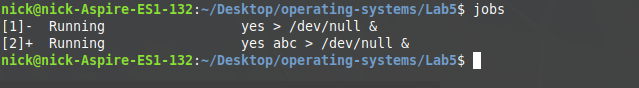 nick@nick-Aspire-ES1-132:~/Desktop/operating-systems/Lab5$ jobs
[1]-  Running                 yes > /dev/null &
[2]+  Running                 yes abc > /dev/null &
nick@nick-Aspire-ES1-132:~/Desktop/operating-systems/Lab5$